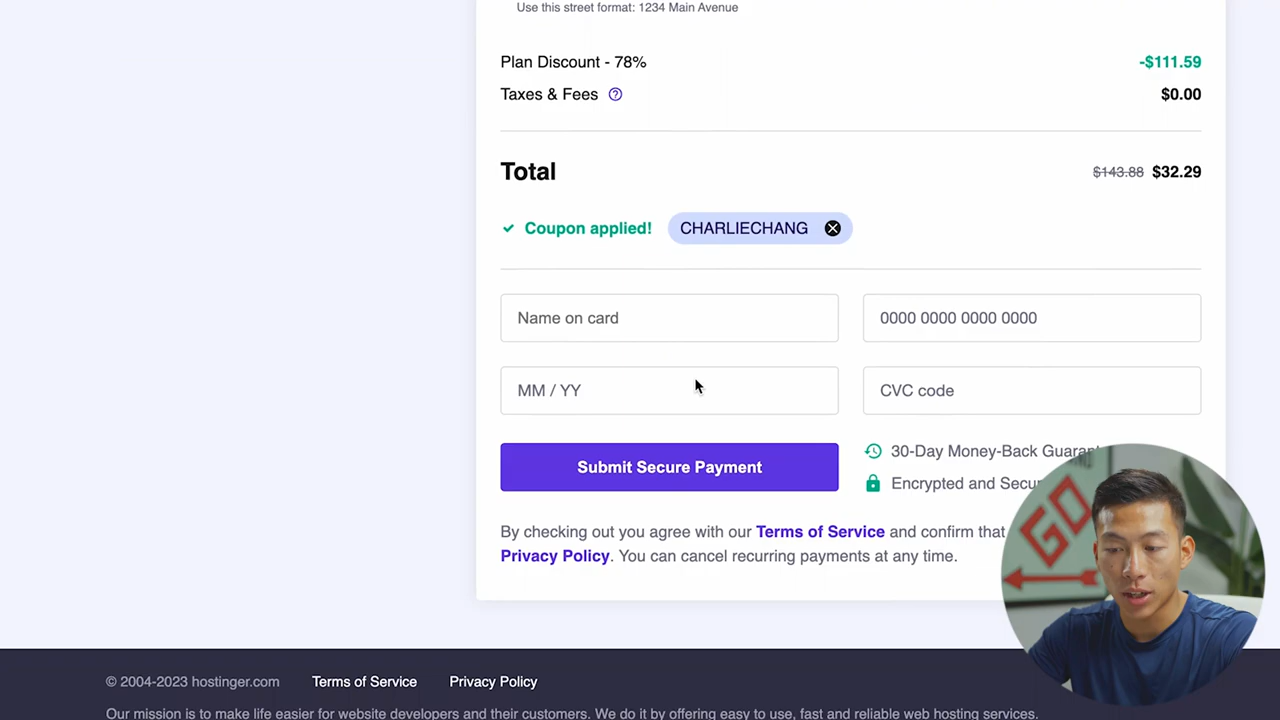 Use this street format: 1234 Main Avenue
Plan Discount - 78%
-$111.59
Taxes & Fees
$0.00
Total
$143.88 $32.29
Coupon applied!
CHARLIECHANG
Name on card
0000 0000 0000 0000
MM / YY
CVC code
Submit Secure Payment
30-Day Money-Back
Encrypted and
By checking out you agree with our Terms of Service and confirm that
Privacy Policy. You can cancel recurring payments at any time.
GO
© 2004-2023 hostinger.com
Terms of Service
Privacy Policy
Our mission is to make life easier for website developers and their customers. We do it by offering easy to use, fast and reliable web hosting services.